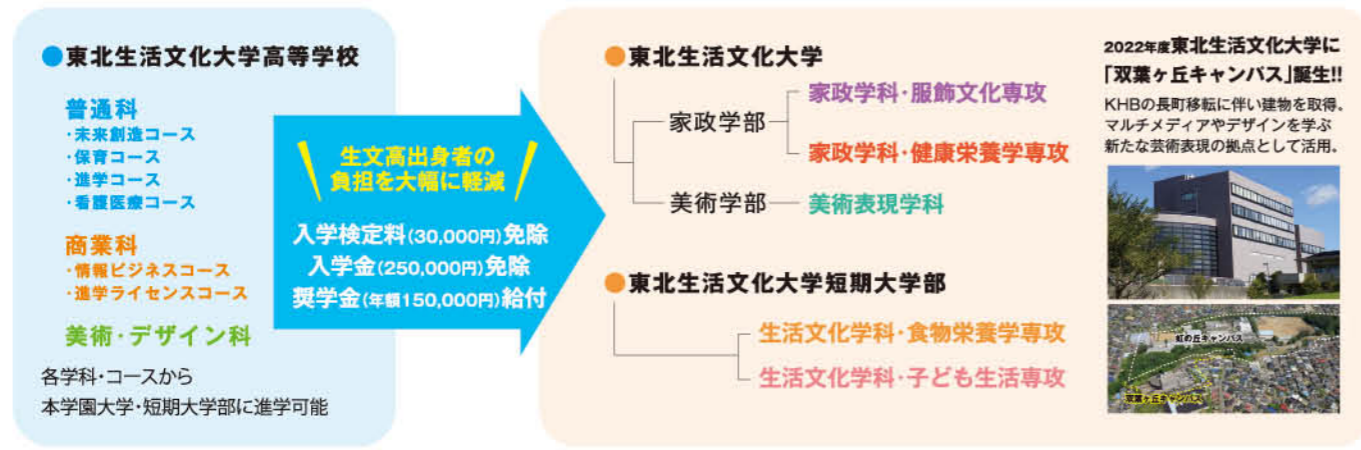 ●東北生活文化大学高等学校
普通科
・未来創造コース
・保育コース
・進学コース
・看護医療コース
商業科
・情報ビジネスコース
・進学ライセンスコース
美術・デザイン科
各学科・コースから
本学園大学・短期大学部に進学可能
生文高出身者の
負担を大幅に軽減
入学検定料(30,000円)免除
入学金(250,000円)免除
奨学金(年額150,000円)給付
●東北生活文化大学
家政学部
家政学科・服飾文化専攻
家政学科・健康栄養学専攻
美術学部
美術表現学科
●東北生活文化大学短期大学部
生活文化学科・食物栄養学専攻
生活文化学科・子ども生活専攻
2022年度東北生活文化大学に
「双葉ヶ丘キャンパス」誕生!!
KHBの長町移転に伴い建物を取得。
マルチメディアやデザインを学ぶ
新たな芸術表現の拠点として活用。
虹の丘キャンパス
双葉ヶ丘キャンパス